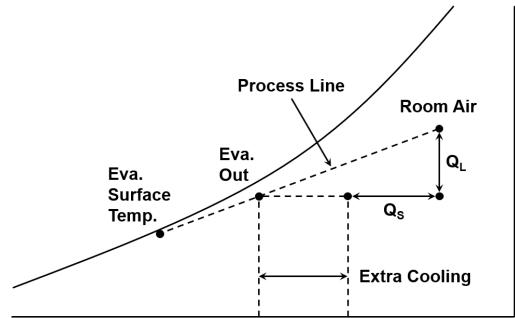 Process Line
Room Air
Eva.
Out
Eva.
Surface
Temp.
QL
QS
Extra Cooling